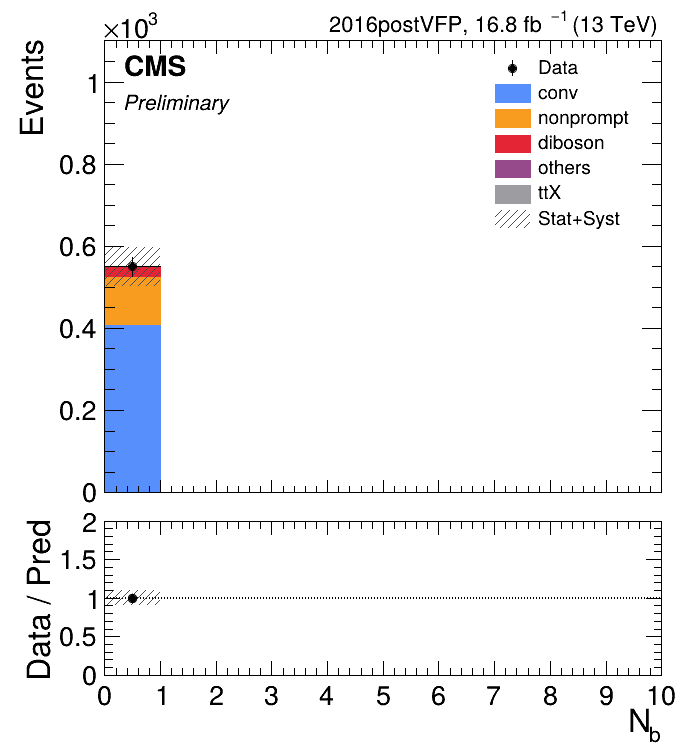 ×10³
2016postVFP, 16.8 fb ⁻¹ (13 TeV)
Events
CMS
Preliminary
Data
conv
nonprompt
diboson
others
ttX
Stat+Syst
1
0.8
0.6
0.4
0.2
0
Data / Pred
2
1.5
1
0.5
0
0 1 2 3 4 5 6 7 8 9 10
N_b